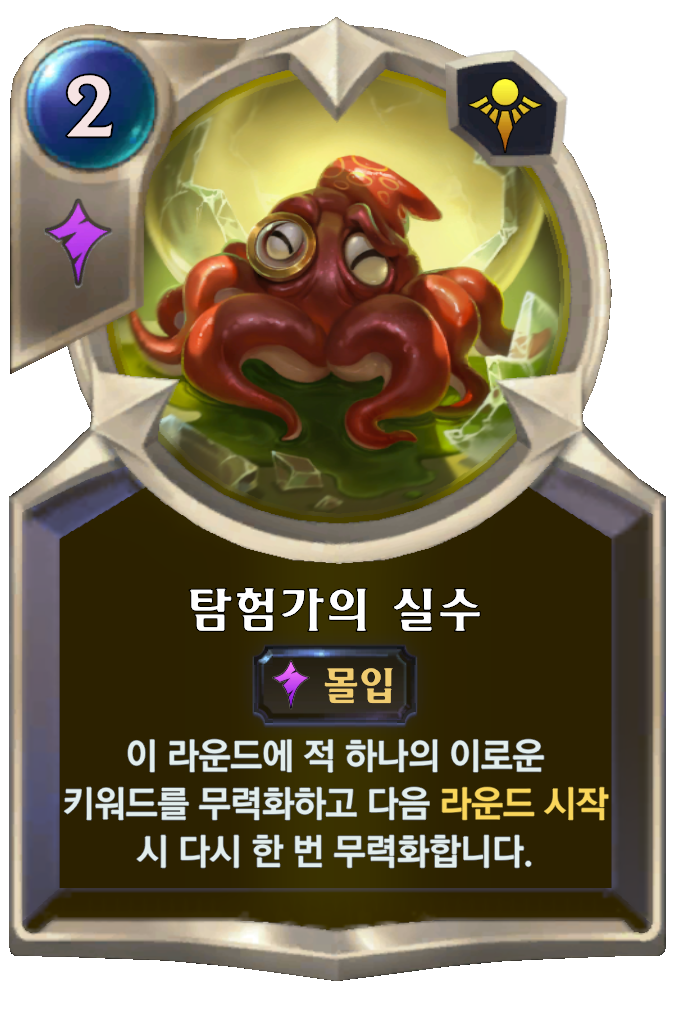 2
탐험가의 실수
몰입
이 라운드에 적 하나의 이로운
키워드를 무력화하고 다음 라운드 시작
시 다시 한 번 무력화합니다.